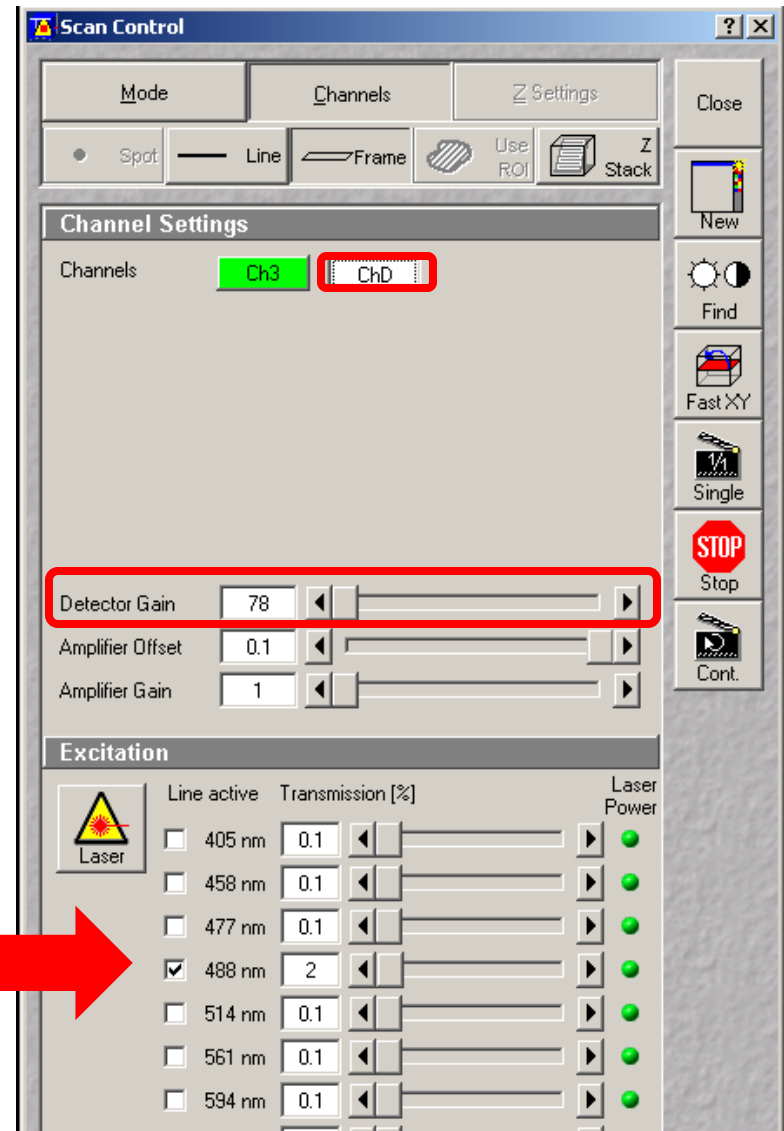 Scan Control
Mode Channels Z Settings
Spot Line Frame Use ROI Z Stack
Close
New
Find
Fast XY
1/1
Single
STOP
Stop
Cont.
Channel Settings
Channels Ch3 ChD
Detector Gain 78
Amplifier Offset 0.1
Amplifier Gain 1
Excitation
Line active Transmission [%] Laser Power
Laser
405 nm 0.1
458 nm 0.1
477 nm 0.1
488 nm 2
514 nm 0.1
561 nm 0.1
594 nm 0.1